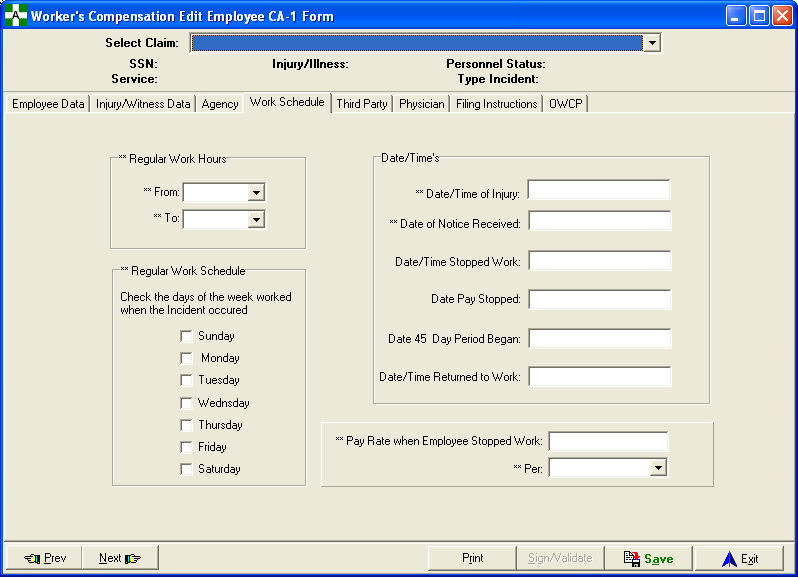 Worker's Compensation Edit Employee CA-1 Form
Select Claim:
SSN: Injury/Illness: Personnel Status:
Service: Type Incident:
Employee Data Injury/Witness Data Agency Work Schedule Third Party Physician Filing Instructions OWCP
** Regular Work Hours
** From:
** To:
** Regular Work Schedule
Check the days of the week worked
when the Incident occured
Sunday
Monday
Tuesday
Wednsday
Thursday
Friday
Saturday
Date/Time's
** Date/Time of Injury:
** Date of Notice Received:
Date/Time Stopped Work:
Date Pay Stopped:
Date 45 Day Period Began:
Date/Time Returned to Work:
** Pay Rate when Employee Stopped Work:
** Per:
Prev Next Print Sign/Validate Save Exit